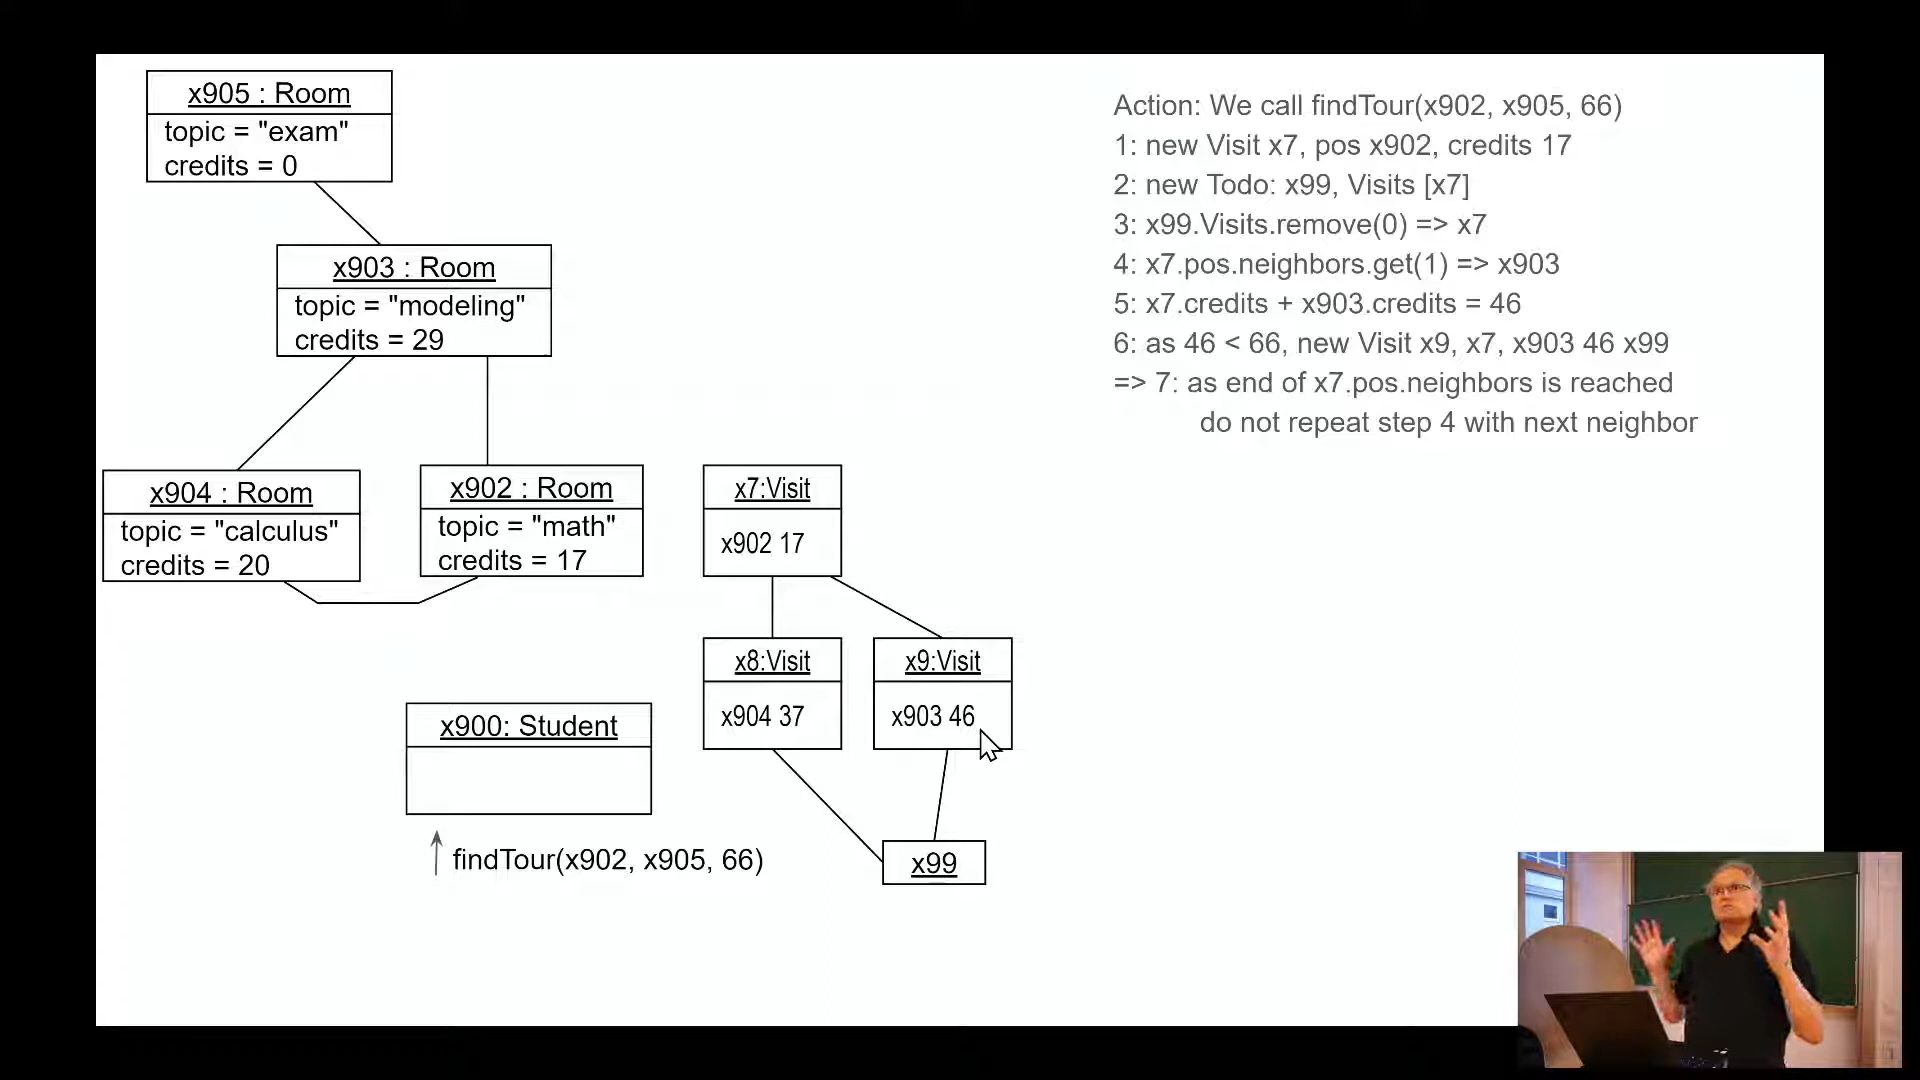 x905 : Room
topic = "exam"
credits = 0
x903 : Room
topic = "modeling"
credits = 29
x904 : Room
topic = "calculus"
credits = 20
x902 : Room
topic = "math"
credits = 17
x7:Visit
x902 17
x8:Visit
x904 37
x9:Visit
x903 46
x900: Student
findTour(x902, x905, 66)
x99
Action: We call findTour(x902, x905, 66)
1: new Visit x7, pos x902, credits 17
2: new Todo: x99, Visits [x7]
3: x99.Visits.remove(0) => x7
4: x7.pos.neighbors.get(1) => x903
5: x7.credits + x903.credits = 46
6: as 46 < 66, new Visit x9, x7, x903 46 x99
=> 7: as end of x7.pos.neighbors is reached
do not repeat step 4 with next neighbor